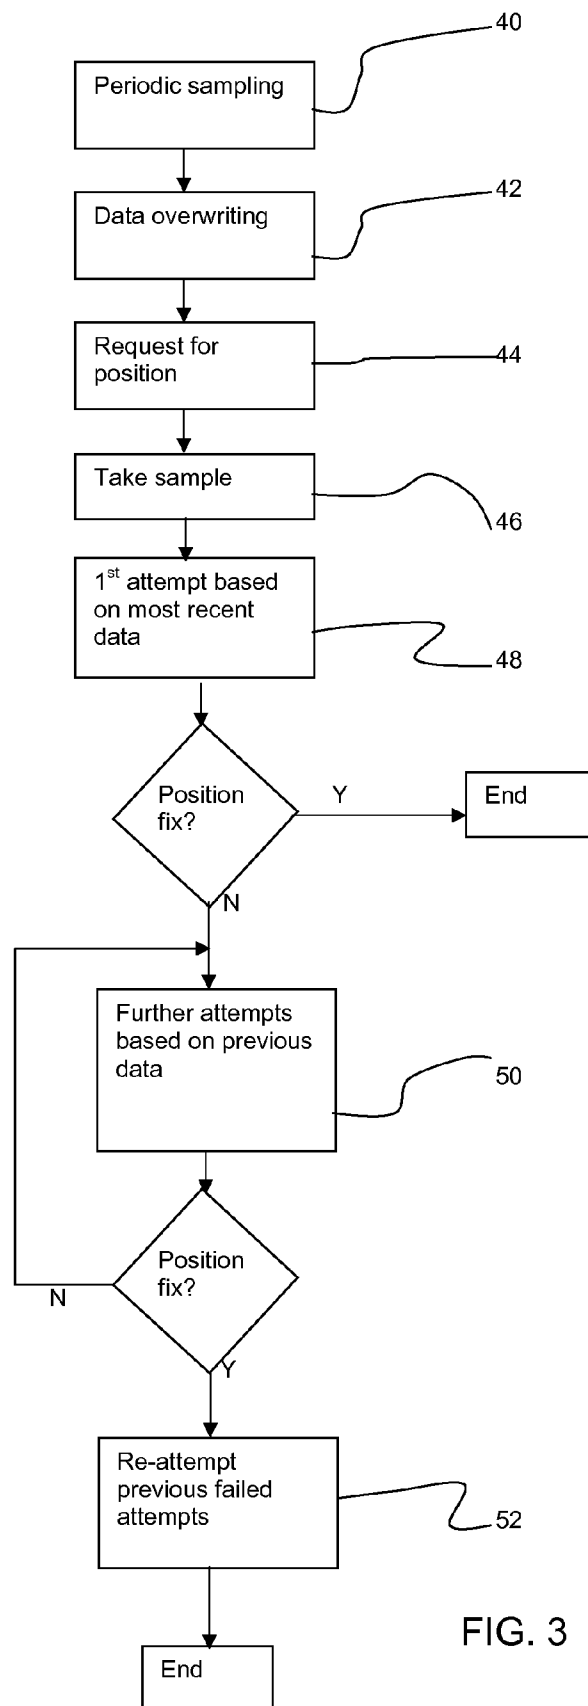 40
Periodic sampling
42
Data overwriting
Request for
position
44
Take sample
46
1st attempt based
on most recent
data
48
Position
fix?
Y
End
N
Further attempts
based on previous
data
50
Position
fix?
N
Y
Re-attempt
previous failed
attempts
52
FIG. 3
End